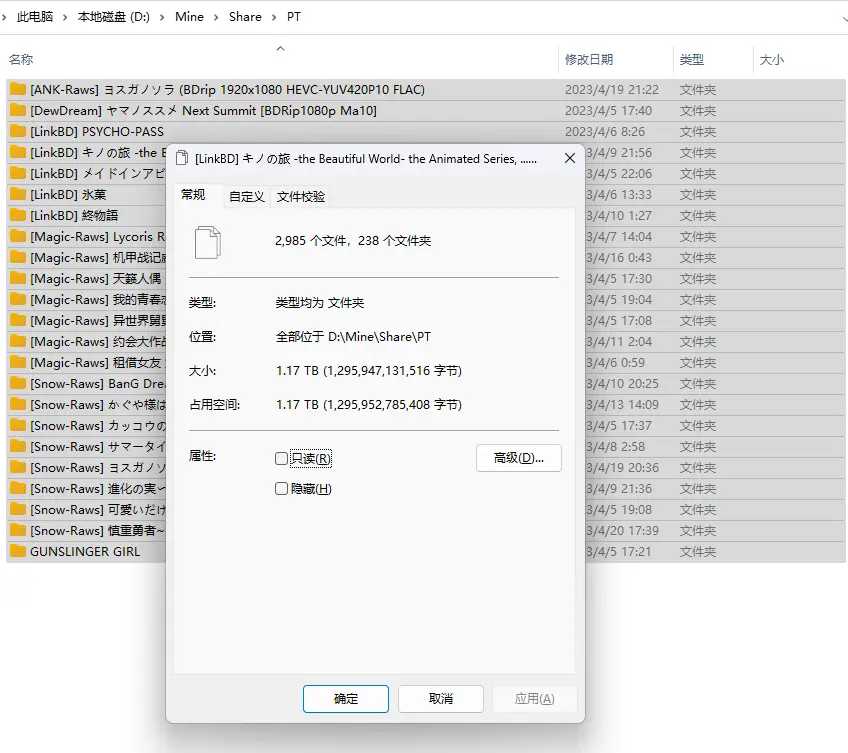 此电脑 › 本地磁盘 (D:) › Mine › Share › PT
名称 修改日期 类型 大小
[ANK-Raws] ヨスガノソラ (BDrip 1920x1080 HEVC-YUV420P10 FLAC) 2023/4/19 21:22 文件夹
[DewDream] ヤマノススメ Next Summit [BDRip1080p Ma10] 2023/4/5 17:40 文件夹
[LinkBD] PSYCHO-PASS 2023/4/6 8:26 文件夹
[LinkBD] キノの旅 -the B 3/4/9 21:56 文件夹
[LinkBD] メイドインアビ 3/4/5 22:06 文件夹
[LinkBD] 氷菓 3/4/6 13:33 文件夹
[LinkBD] 終物語 3/4/10 1:27 文件夹
[Magic-Raws] Lycoris R 3/4/7 14:04 文件夹
[Magic-Raws] 机甲战记 3/4/16 0:43 文件夹
[Magic-Raws] 天籁人偶 3/4/5 17:30 文件夹
[Magic-Raws] 我的青春 3/4/5 19:04 文件夹
[Magic-Raws] 异世界舅 3/4/5 17:08 文件夹
[Magic-Raws] 约会大作 3/4/11 2:04 文件夹
[Magic-Raws] 租借女友 3/4/6 0:59 文件夹
[Snow-Raws] BanG Drea 3/4/10 20:25 文件夹
[Snow-Raws] かぐや様は 3/4/13 14:09 文件夹
[Snow-Raws] カッコウの 3/4/5 17:37 文件夹
[Snow-Raws] サマータイ 3/4/8 2:58 文件夹
[Snow-Raws] ヨスガノソ 3/4/19 20:36 文件夹
[Snow-Raws] 進化の実~ 3/4/9 21:36 文件夹
[Snow-Raws] 可愛いだけ 3/4/5 19:08 文件夹
[Snow-Raws] 慎重勇者~ 3/4/20 17:39 文件夹
GUNSLINGER GIRL 3/4/5 17:21 文件夹
[LinkBD] キノの旅 -the Beautiful World- the Animated Series, ......
常规 自定义 文件校验
2,985 个文件，238 个文件夹
类型: 类型均为 文件夹
位置: 全部位于 D:\Mine\Share\PT
大小: 1.17 TB (1,295,947,131,516 字节)
占用空间: 1.17 TB (1,295,952,785,408 字节)
属性: 只读(R) 高级(D)...
隐藏(H)
确定 取消 应用(A)